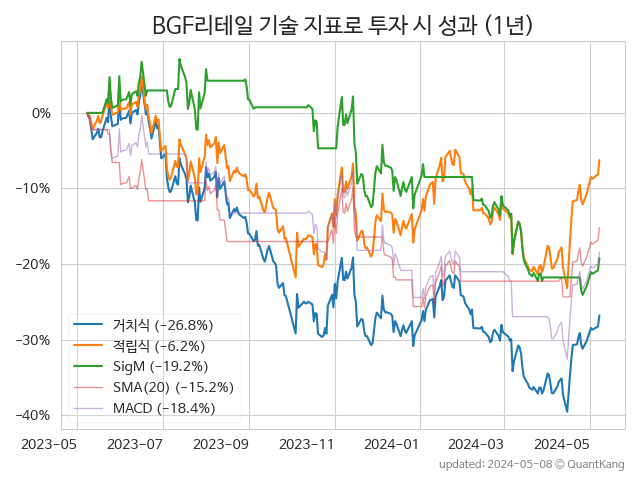 BGF리테일 기술 지표로 투자 시 성과 (1년)
0%
−10%
−20%
−30%
−40%
거치식 (−26.8%)
적립식 (−6.2%)
SigM (−19.2%)
SMA(20) (−15.2%)
MACD (−18.4%)
2023−05 2023−07 2023−09 2023−11 2024−01 2024−03 2024−05
updated: 2024-05-08 © QuantKang